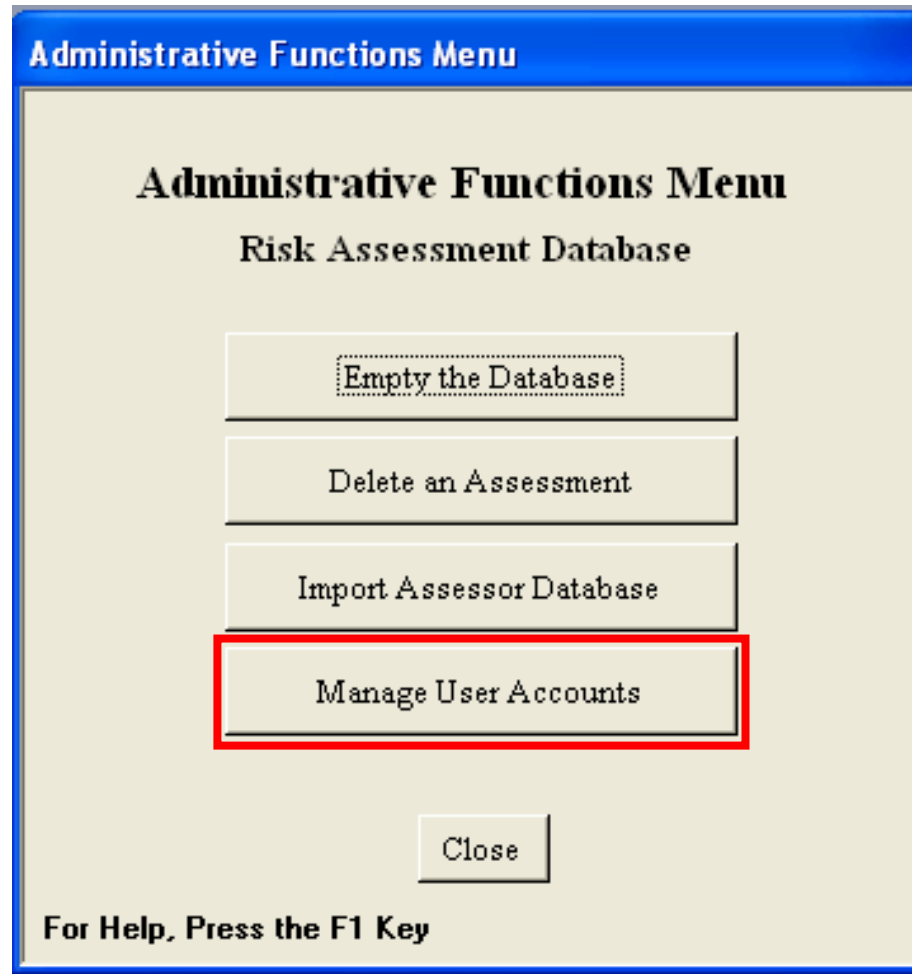 Administrative Functions Menu
Administrative Functions Menu
Risk Assessment Database
Empty the Database
Delete an Assessment
Import Assessor Database
Manage User Accounts
Close
For Help, Press the F1 Key